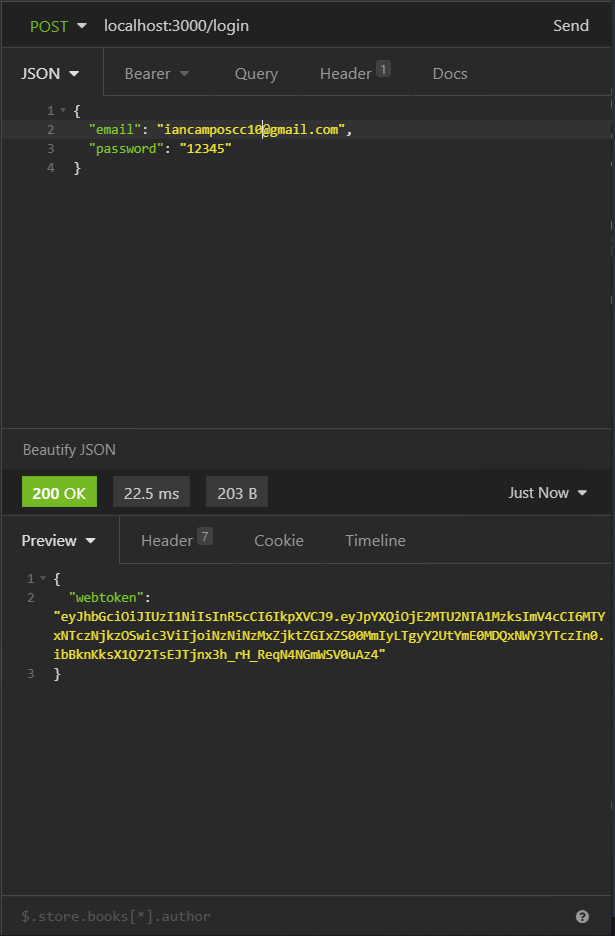 POST localhost:3000/login Send
JSON Bearer Query Header 1 Docs
1 {
2 "email": "iancamposcc10@gmail.com",
3 "password": "12345"
4 }
Beautify JSON
200 OK 22.5 ms 203 B Just Now
Preview Header 7 Cookie Timeline
1 {
2 "webtoken":
"eyJhbGciOiJIUzI1NiIsInR5cCI6IkpXVCJ9.eyJpYXQiOjE2MTU2NTA1MzksImV4cCI6MTY
xNTczNjkzOSwic3ViIjoiNzNiNzMxZjktZGIxZS00MmIyLTgyY2UtYmE0MDQxNWY3YTczIn0.
ibBknKksX1Q72TsEJTjnx3h_rH_ReqN4NGmWSV0uAz4"
3 }
$.store.books[*].author ?